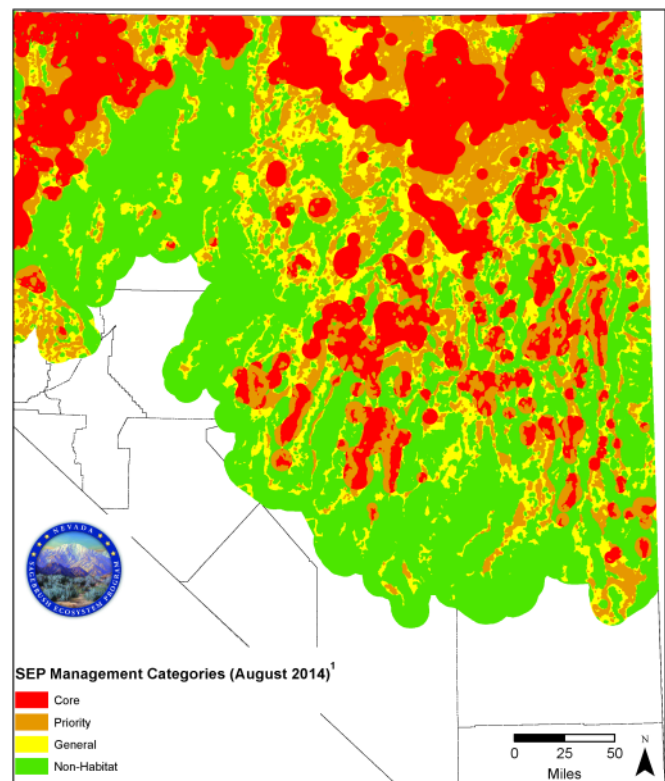 NEVADA
SAGEBRUSH ECOSYSTEM PROGRAM
SEP Management Categories (August 2014)¹
Core
Priority
General
Non-Habitat
0 25 50
Miles
N